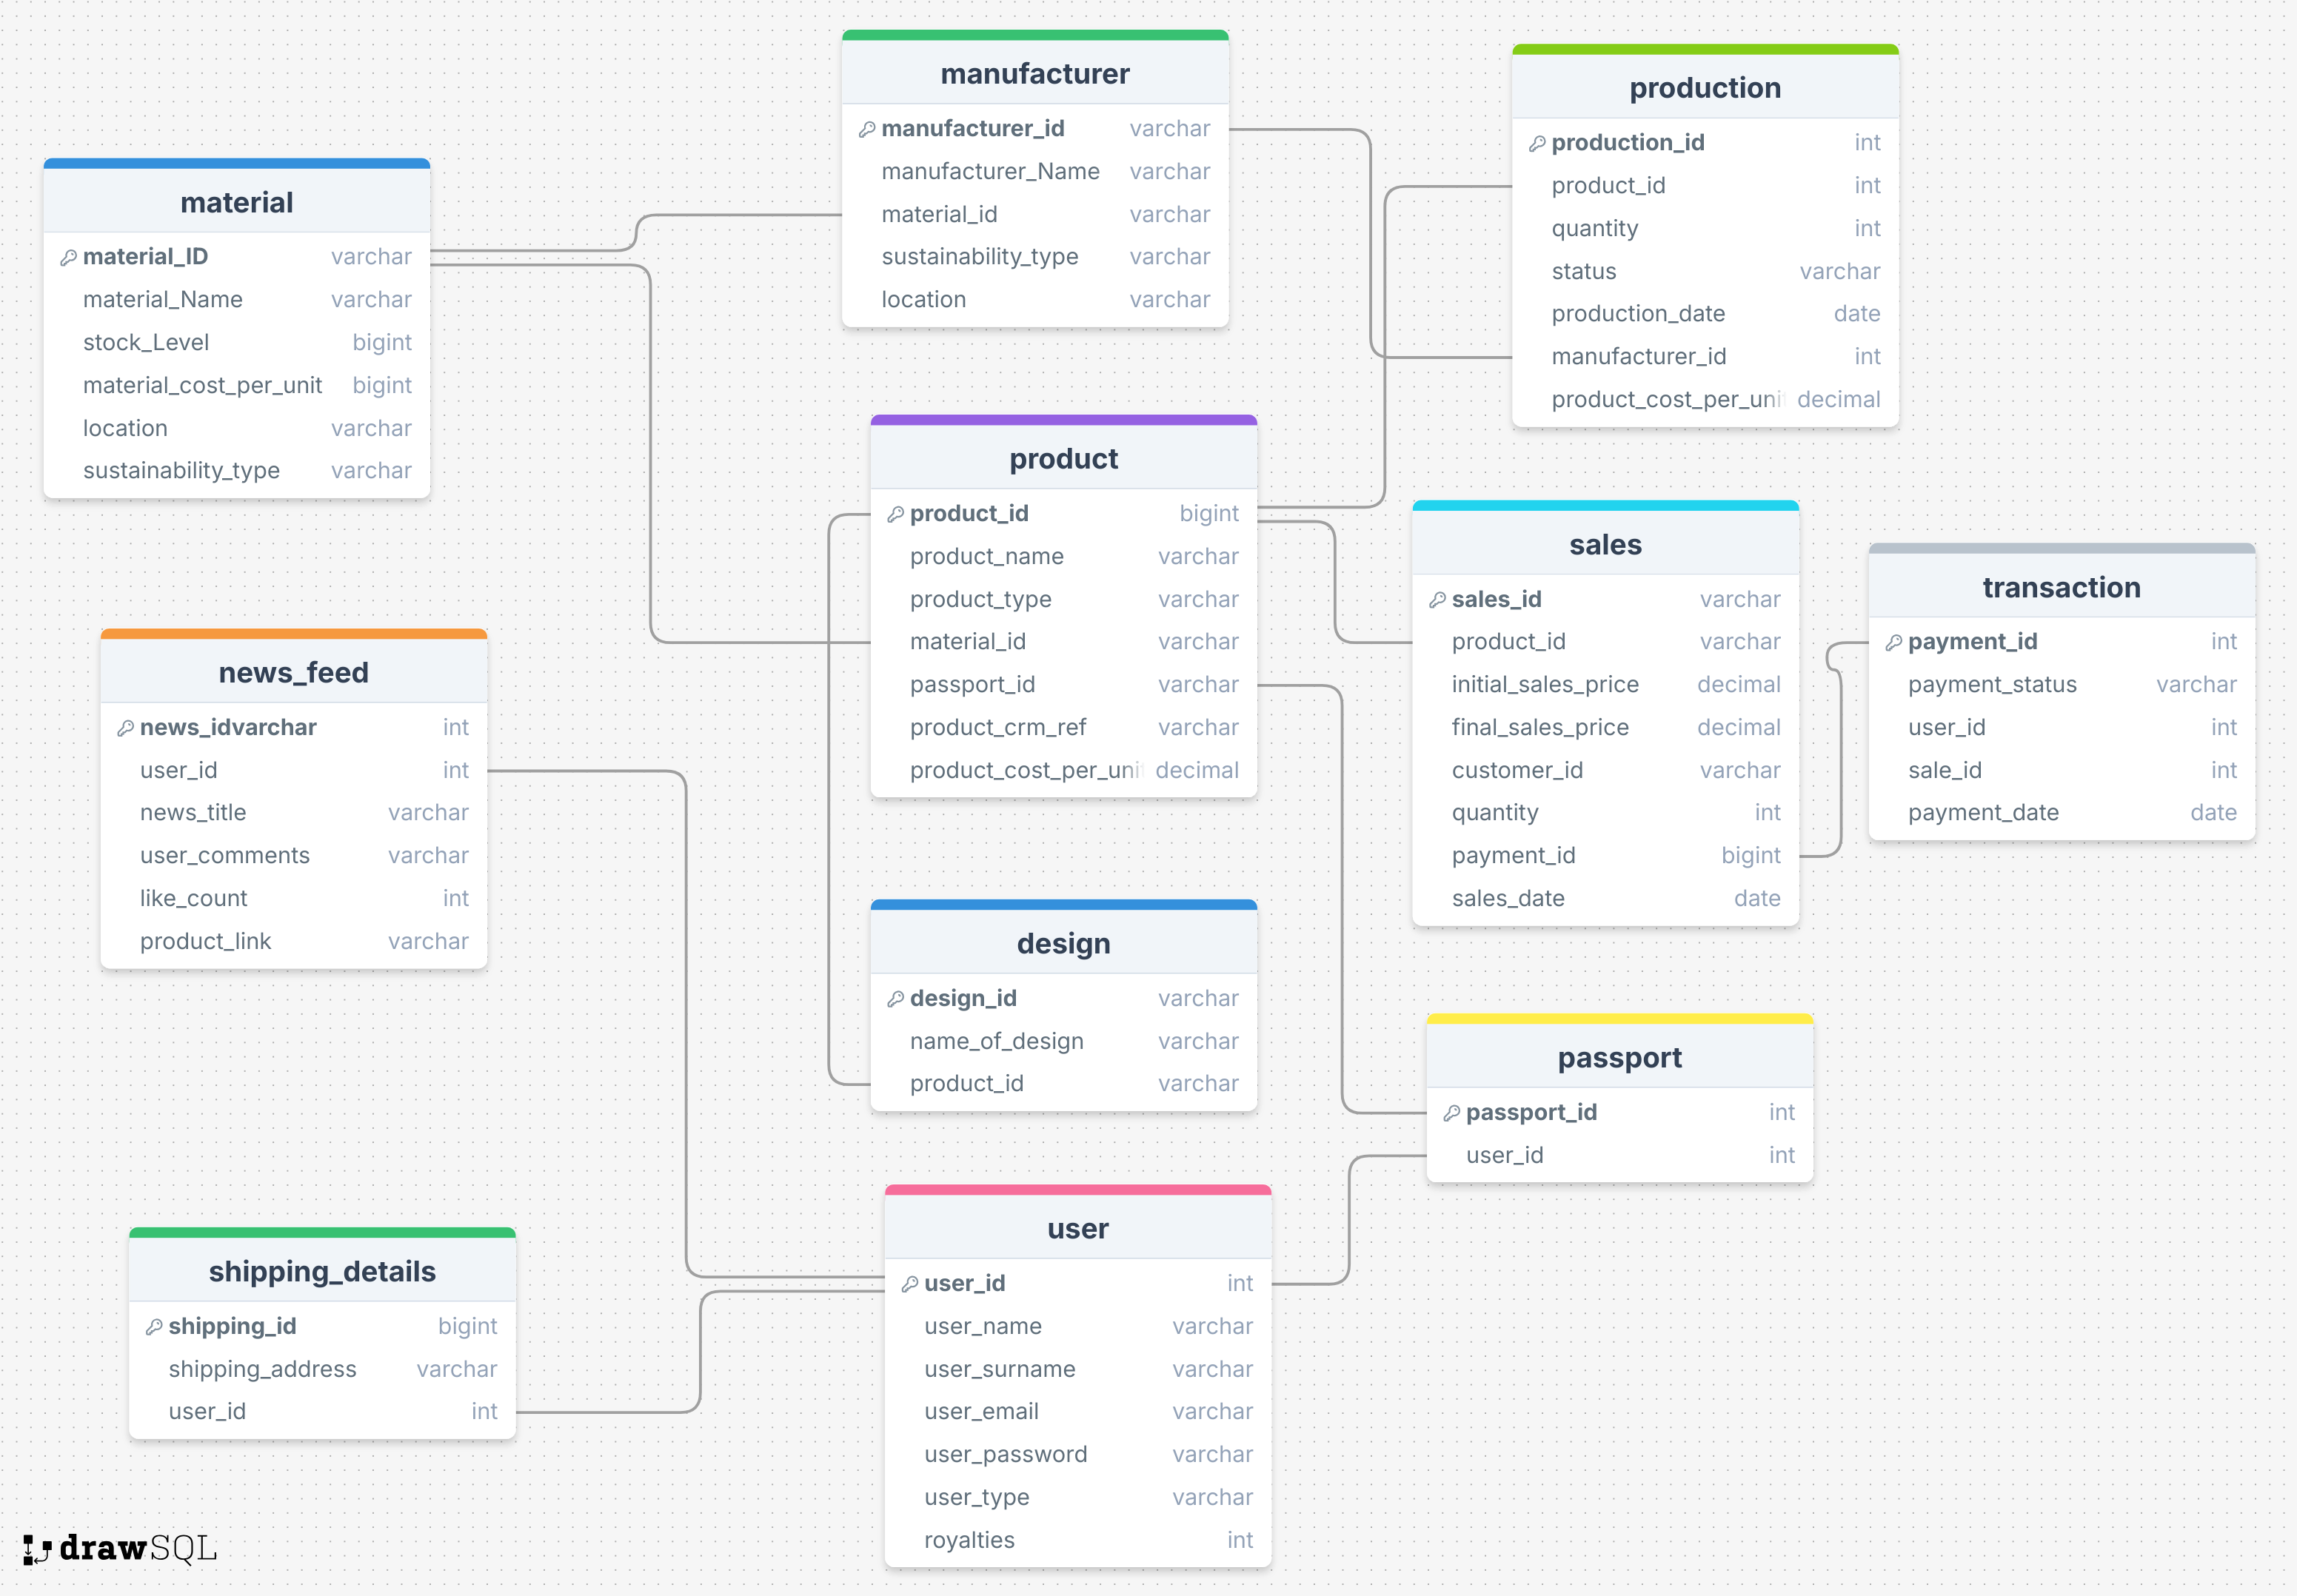 manufacturer
manufacturer_id varchar
manufacturer_Name varchar
material_id varchar
sustainability_type varchar
location varchar
production
production_id int
product_id int
quantity int
status varchar
production_date date
manufacturer_id int
product_cost_per_uni decimal
material
material_ID varchar
material_Name varchar
stock_Level bigint
material_cost_per_unit bigint
location varchar
sustainability_type varchar
product
product_id bigint
product_name varchar
product_type varchar
material_id varchar
passport_id varchar
product_crm_ref varchar
product_cost_per_uni decimal
sales
sales_id varchar
product_id varchar
initial_sales_price decimal
final_sales_price decimal
customer_id varchar
quantity int
payment_id bigint
sales_date date
transaction
payment_id int
payment_status varchar
user_id int
sale_id int
payment_date date
news_feed
news_idvarchar int
user_id int
news_title varchar
user_comments varchar
like_count int
product_link varchar
design
design_id varchar
name_of_design varchar
product_id varchar
passport
passport_id int
user_id int
user
user_id int
user_name varchar
user_surname varchar
user_email varchar
user_password varchar
user_type varchar
royalties int
shipping_details
shipping_id bigint
shipping_address varchar
user_id int
drawSQL